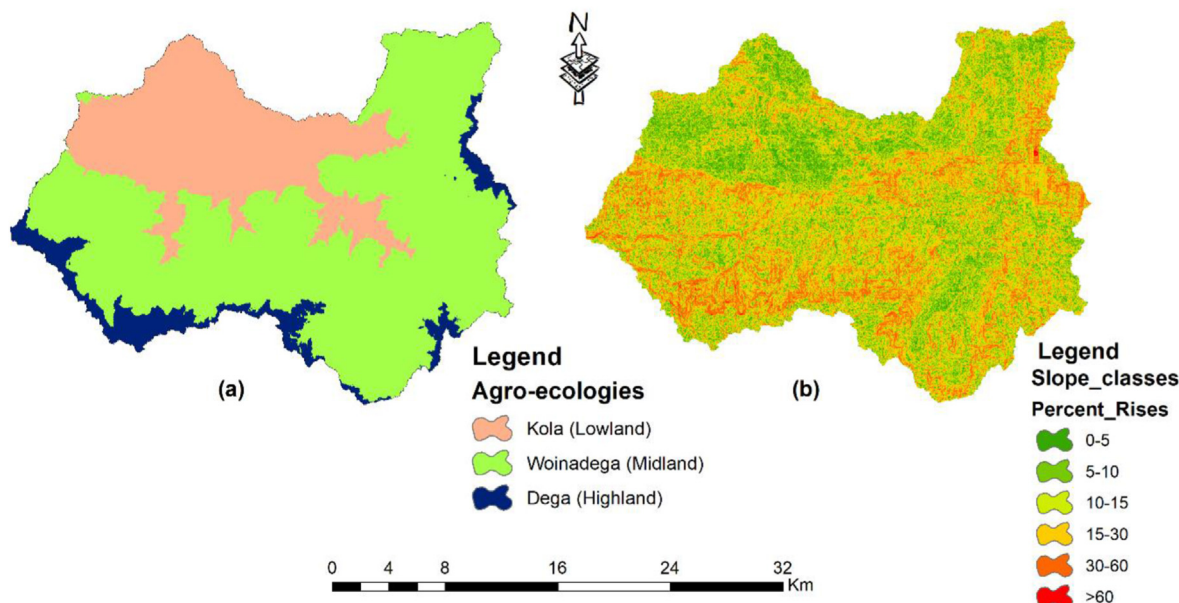 N
(a)
(b)
Legend
Agro-ecologies
Kola (Lowland)
Woinadega (Midland)
Dega (Highland)
Legend
Slope_classes
Percent_Rises
0-5
5-10
10-15
15-30
30-60
>60
0 2 4 8 16 24 32
Km